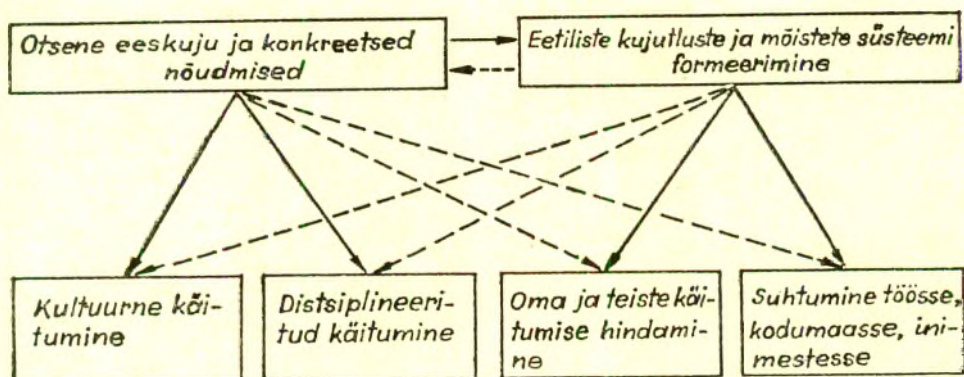 Otsene eeskuju ja konkreetsed
nõudmised
Eetiliste kujutluste ja mõistete süsteemi
formeerimine
Kultuurne käi-
tumine
Distsiplineeri-
tud käitumine
Oma ja teiste käi-
tumise hindami-
ne
Suhtumine töösse,
kodumaasse, ini-
mestesse